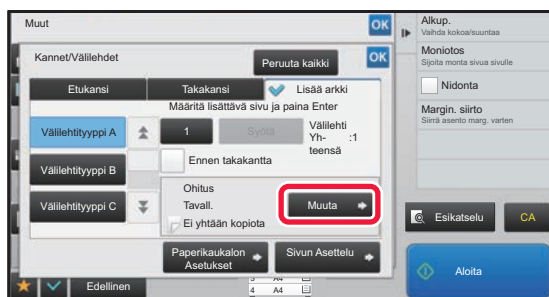 Muut
OK
Kannet/Välilehdet
Peruuta kaikki
OK
Etukansi
Takakansi
Lisää arkki
Määritä lisättävä sivu ja paina Enter
Välilehtityyppi A
1
Syötä
Välilehti
Yh-
:1
teensä
Ennen takakantta
Välilehtityyppi B
Välilehtityyppi C
Ohitus
Tavall.
Muuta
Ei yhtään kopiota
Paperikaukalon
Asetukset
Sivun Asettelu
Edellinen
3 A4
4 A4
Alkup.
Vaihda kokoa/suuntaa
Moniotos
Sijoita monta sivua sivulle
Nidonta
Margin. siirto
Siirrä asento marg. varten
Esikatselu
CA
Aloita